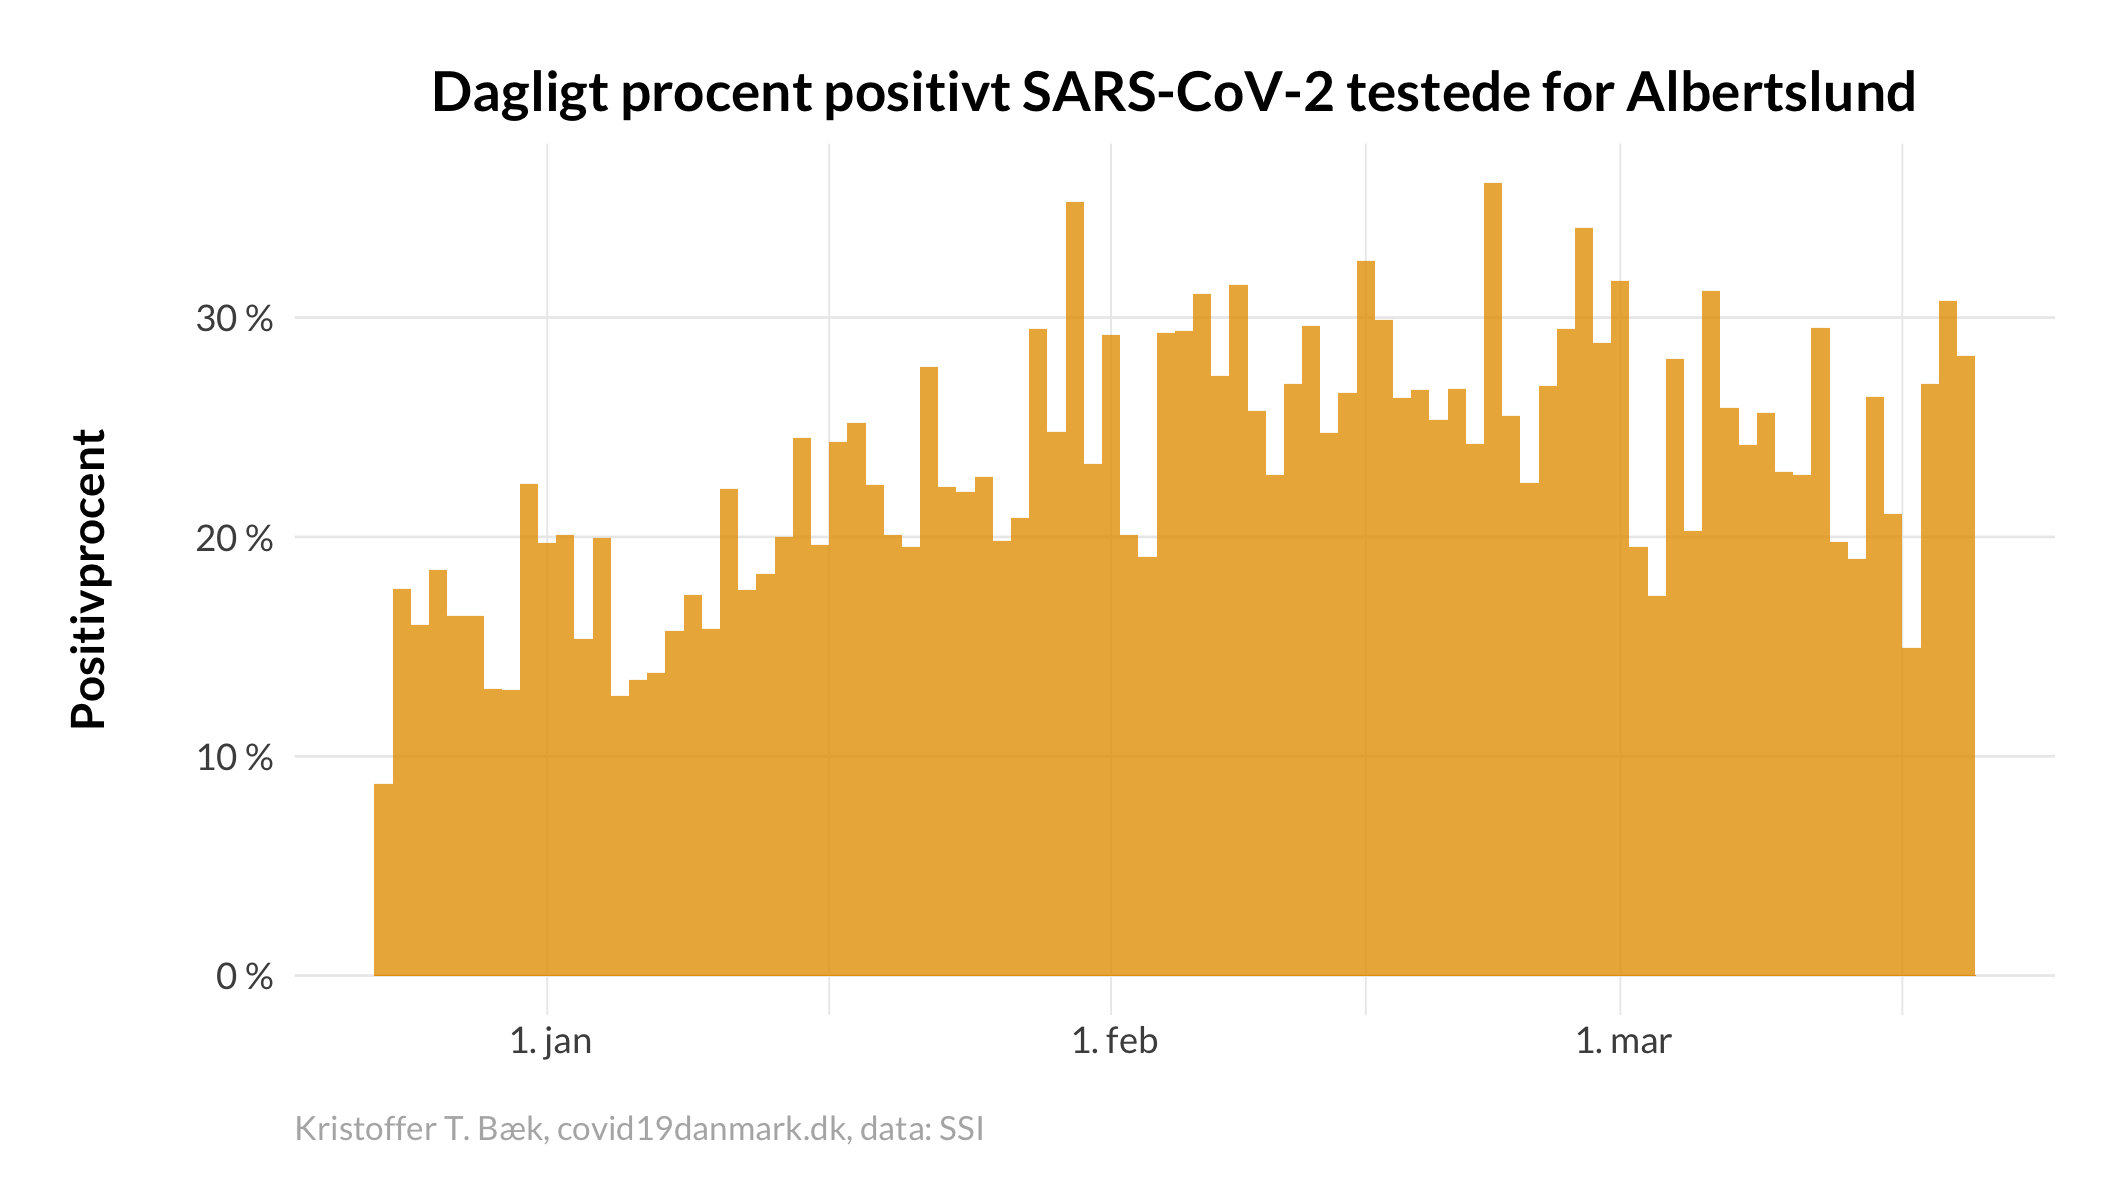 Dagligt procent positivt SARS-CoV-2 testede for Albertslund
Positivprocent
30 %
20 %
10 %
0 %
1. jan
1. feb
1. mar
Kristoffer T. Bæk, covid19danmark.dk, data: SSI